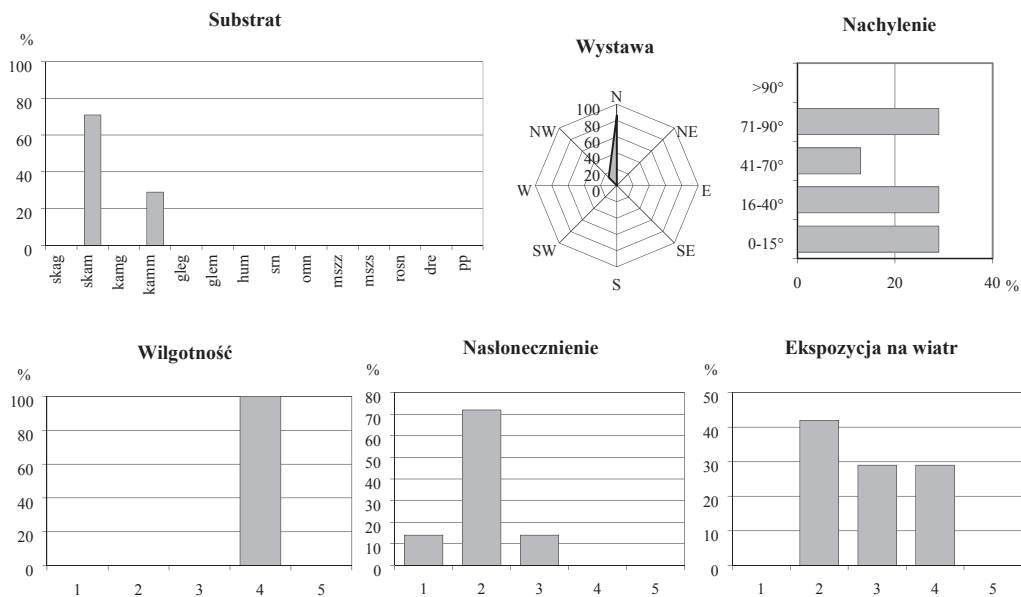 Substrat
%
100
80
60
40
20
0
skag
skam
kamg
kamm
gleg
glem
hum
srn
omn
mszz
mszs
rosn
dre
pp
Wystawa
N
NE
E
SE
S
SW
W
NW
100
80
60
40
20
0
Nachylenie
>90°
71-90°
41-70°
16-40°
0-15°
0 20 40 %
Wilgotność
%
100
80
60
40
20
0
1 2 3 4 5
Nasłonecznienie
%
80
70
60
50
40
30
20
10
0
1 2 3 4 5
Ekspozycja na wiatr
%
50
40
30
20
10
0
1 2 3 4 5